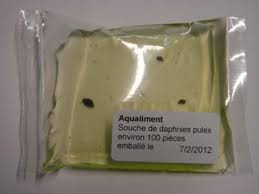 Aqualiment
Souche de daphnies pulex
environ 100 pièces
emballé le 7/2/2012